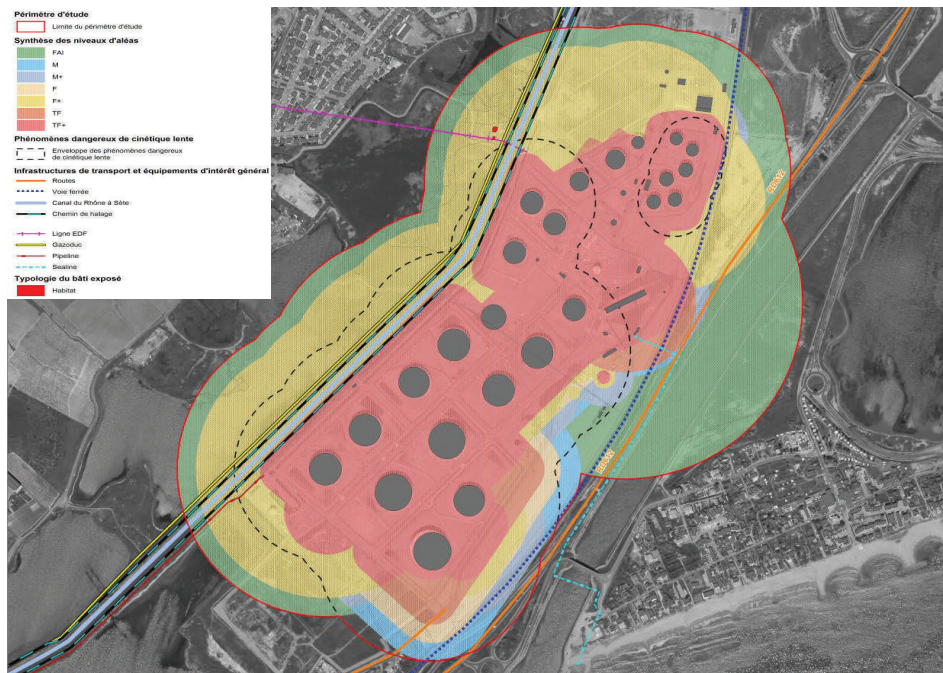 Périmètre d'étude
Limite du périmètre d'étude
Synthèse des niveaux d'aléas
FAI
M
M+
F
F+
TF
TF+
Phénomènes dangereux de cinétique lente
Enveloppe des phénomènes dangereux
de cinétique lente
Infrastructures de transport et équipements d'intérêt général
Routes
Voie ferrée
Canal du Rhône à Sète
Chemin de halage
Ligne EDF
Gazoduc
Pipeline
Sealine
Typologie du bâti exposé
Habitat